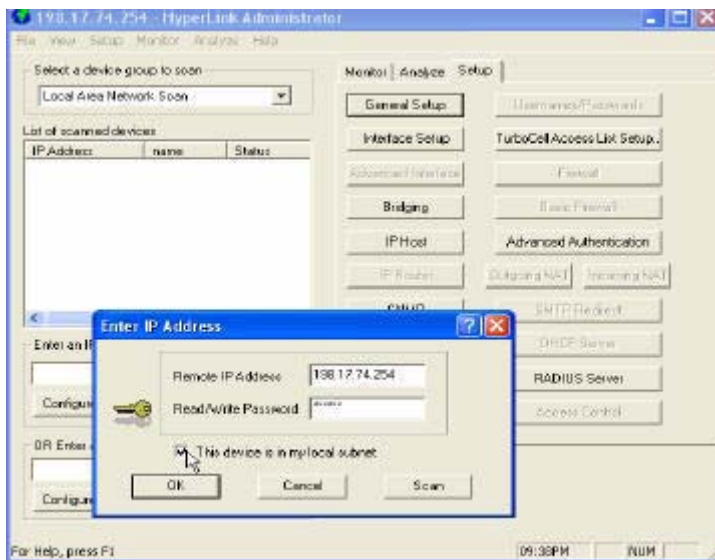 198.17.74.254 - HyperLink Administrator
File View Setup Monitor Analyze Help
Select a device group to scan
Local Area Network Scan
List of scanned devices
IP Address name Status
Monitor Analyze Setup
General Setup Usernames/Passwords
Interface Setup TurboCell Access List Setup..
Advanced Interface Firewall
Bridging Basic Firewall
IP Host Advanced Authentication
IP Router Outgoing NAT Incoming NAT
SNMP SMTP Redirect
DHCP Server
RADIUS Server
Access Control
Enter an IP
Configure
OR Enter
Configure
Enter IP Address
Remote IP Address 198.17.74.254
Read/Write Password ******
This device is in my local subnet
OK Cancel Scan
For Help, press F1
09:38PM NUM